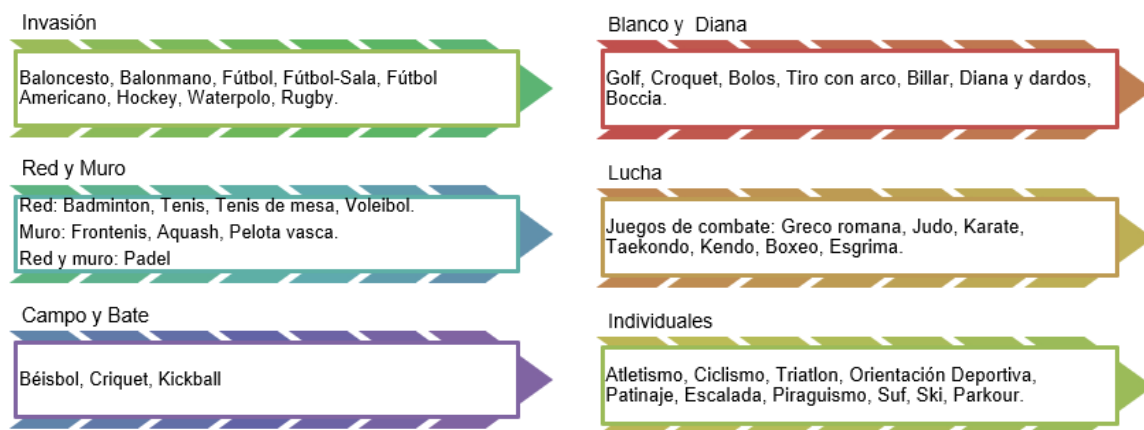 Invasión
Baloncesto, Balonmano, Fútbol, Fútbol-Sala, Fútbol
Americano, Hockey, Waterpolo, Rugby.
Red y Muro
Red: Badminton, Tenis, Tenis de mesa, Voleibol.
Muro: Frontenis, Aquash, Pelota vasca.
Red y muro: Padel
Campo y Bate
Béisbol, Criquet, Kickball
Blanco y Diana
Golf, Croquet, Bolos, Tiro con arco, Billar, Diana y dardos,
Boccia.
Lucha
Juegos de combate: Greco romana, Judo, Karate,
Taekondo, Kendo, Boxeo, Esgrima.
Individuales
Atletismo, Ciclismo, Triatlon, Orientación Deportiva,
Patinaje, Escalada, Piraguismo, Suf, Ski, Parkour.